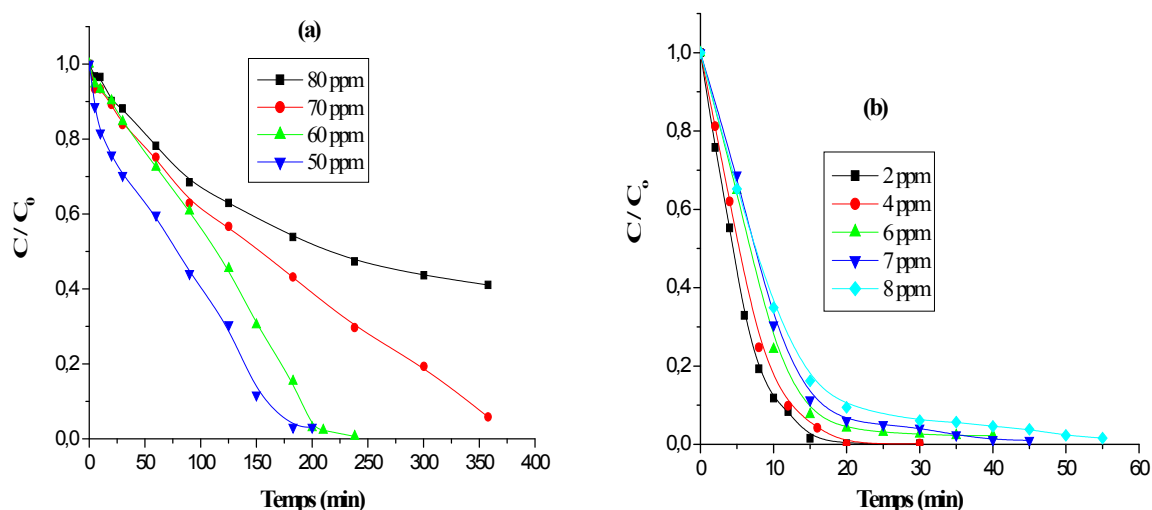 (a)
C / C₀
1,0
0,8
0,6
0,4
0,2
0,0
80 ppm
70 ppm
60 ppm
50 ppm
0 50 100 150 200 250 300 350 400
Temps (min)
(b)
C / C₀
1,0
0,8
0,6
0,4
0,2
0,0
2 ppm
4 ppm
6 ppm
7 ppm
8 ppm
0 10 20 30 40 50 60
Temps (min)